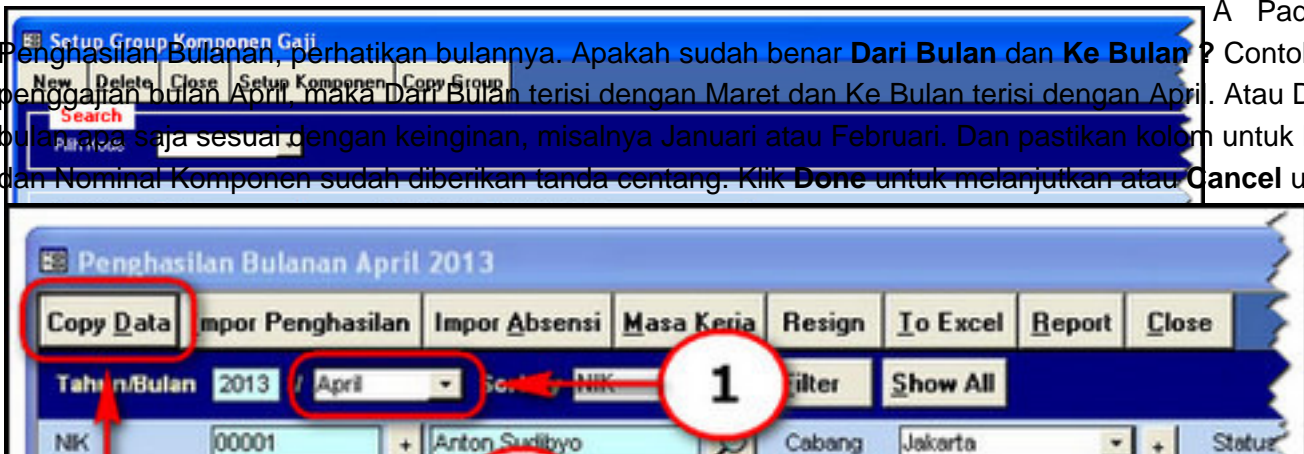 A Pad
Setup Group Komponen Gaji
Penghasilan Bulanan, perhatikan bulannya. Apakah sudah benar Dari Bulan dan Ke Bulan ? Contoh
New Delete Close Setup Komponen Copy Group
penggajian bulan April, maka Dari Bulan terisi dengan Maret dan Ke Bulan terisi dengan April. Atau D
Search
bulan apa saja sesuai dengan keinginan, misalnya Januari atau Februari. Dan pastikan kolom untuk
dan Nominal Komponen sudah diberikan tanda centang. Klik Done untuk melanjutkan atau Cancel u
Penghasilan Bulanan April 2013
Copy Data mpor Penghasilan Impor Absensi Masa Kerja Resign To Excel Report Close
Tahun/Bulan 2013 / April NIK 1 ilter Show All
NIK 00001 + Anton Sudibyo Cabang Jakarta + Status